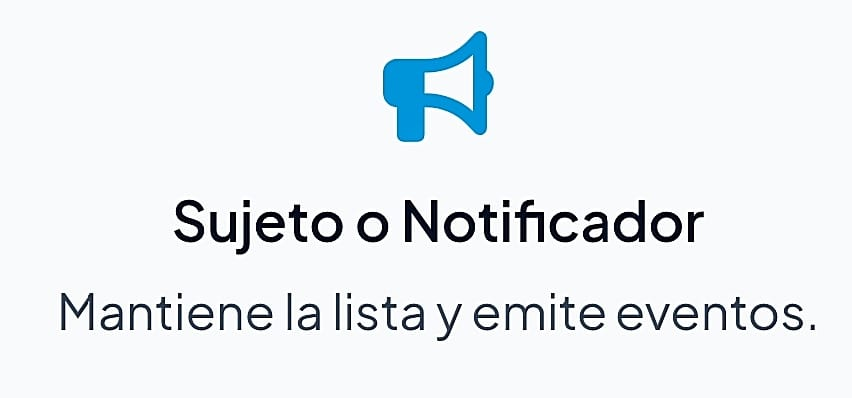 Sujeto o Notificador
Mantiene la lista y emite eventos.